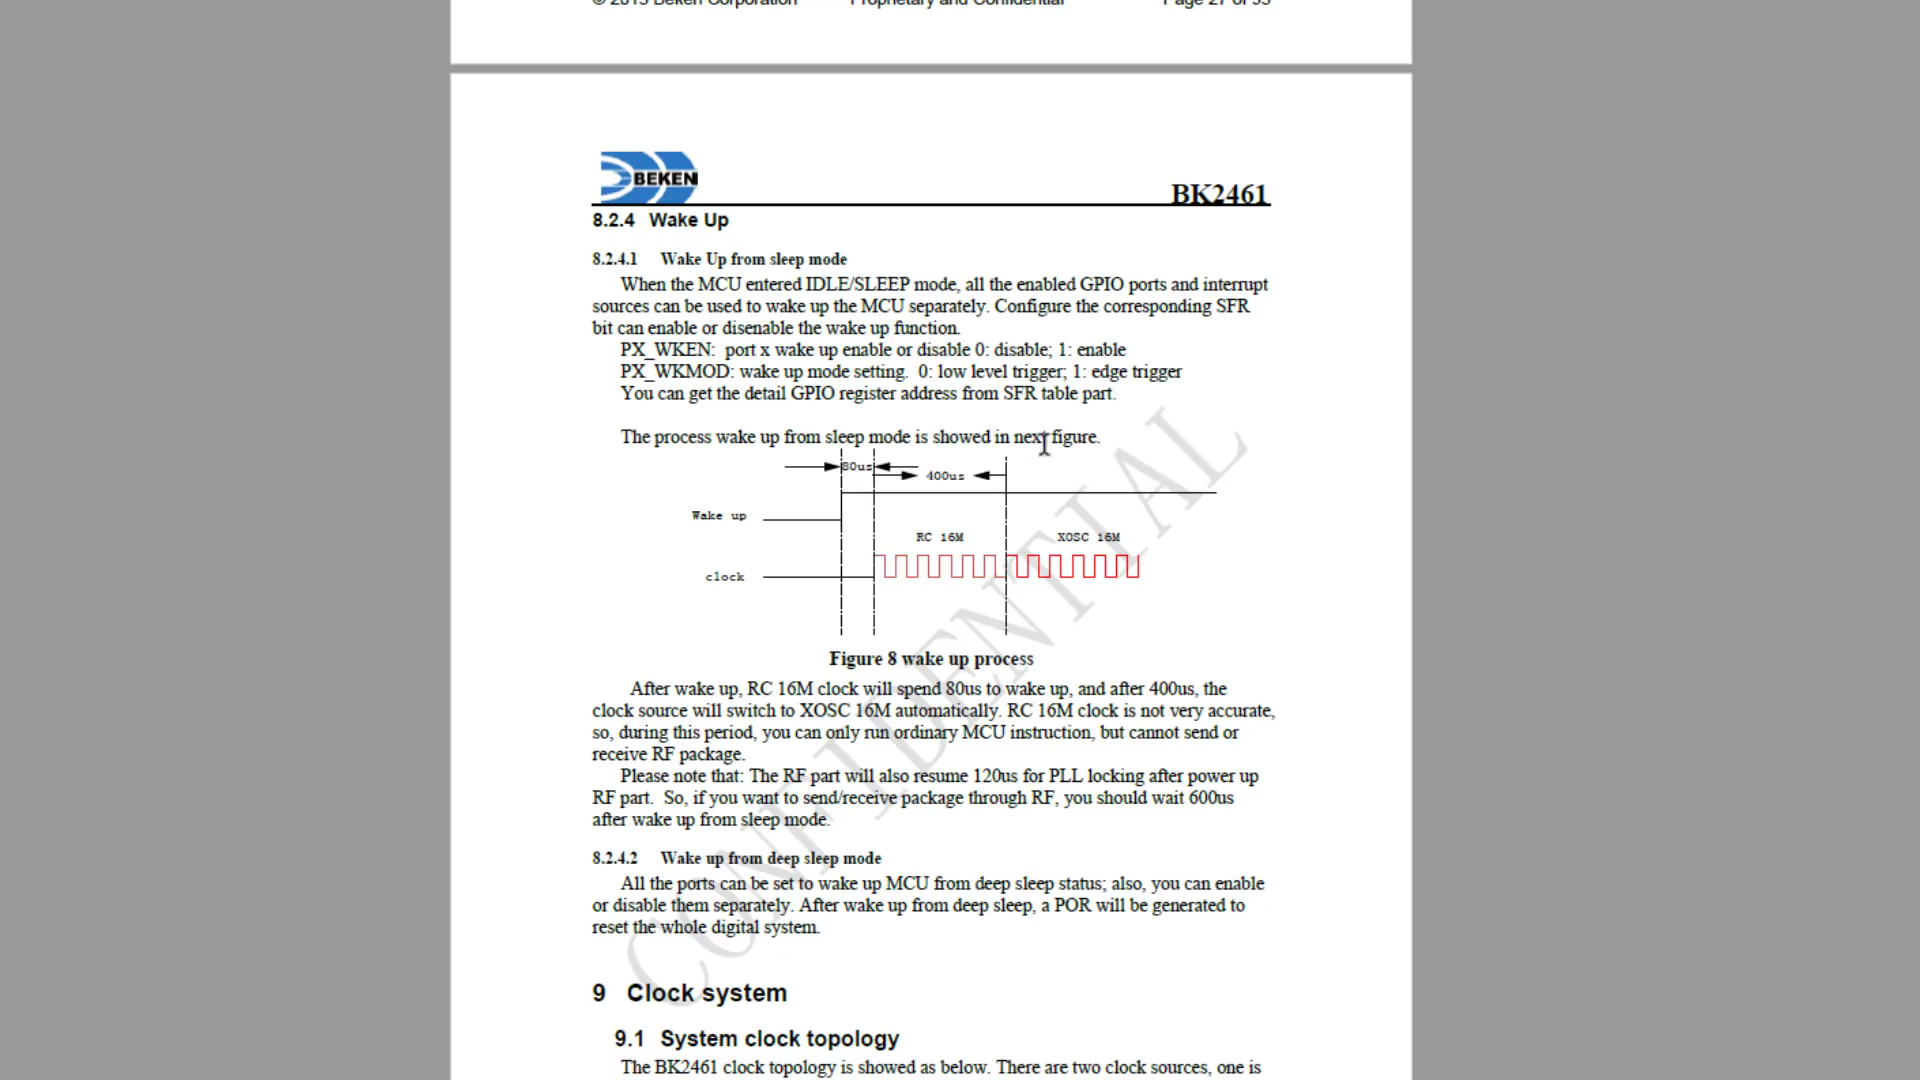 © 2013 Beken Corporation Proprietary and Confidential Page 27 of 53
BEKEN
BK2461
8.2.4 Wake Up
8.2.4.1 Wake Up from sleep mode
When the MCU entered IDLE/SLEEP mode, all the enabled GPIO ports and interrupt
sources can be used to wake up the MCU separately. Configure the corresponding SFR
bit can enable or disenable the wake up function.
PX_WKEN: port x wake up enable or disable 0: disable; 1: enable
PX_WKMOD: wake up mode setting. 0: low level trigger; 1: edge trigger
You can get the detail GPIO register address from SFR table part.
The process wake up from sleep mode is showed in next figure.
80us
400us
Wake up
RC 16M XOSC 16M
clock
Figure 8 wake up process
After wake up, RC 16M clock will spend 80us to wake up, and after 400us, the
clock source will switch to XOSC 16M automatically. RC 16M clock is not very accurate,
so, during this period, you can only run ordinary MCU instruction, but cannot send or
receive RF package.
Please note that: The RF part will also resume 120us for PLL locking after power up
RF part. So, if you want to send/receive package through RF, you should wait 600us
after wake up from sleep mode.
8.2.4.2 Wake up from deep sleep mode
All the ports can be set to wake up MCU from deep sleep status; also, you can enable
or disable them separately. After wake up from deep sleep, a POR will be generated to
reset the whole digital system.
CONFIDENTIAL
9 Clock system
9.1 System clock topology
The BK2461 clock topology is showed as below. There are two clock sources, one is